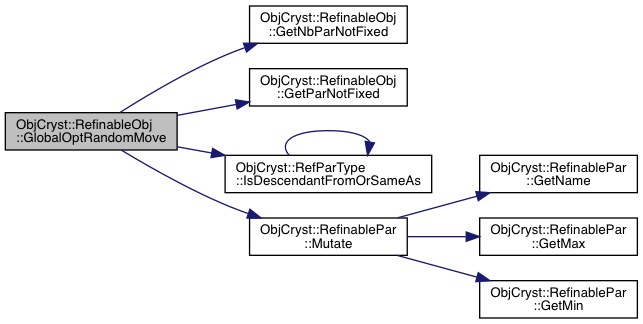 ObjCryst::RefinableObj
::GlobalOptRandomMove
ObjCryst::RefinableObj
::GetNbParNotFixed
ObjCryst::RefinableObj
::GetParNotFixed
ObjCryst::RefParType
::IsDescendantFromOrSameAs
ObjCryst::RefinablePar
::Mutate
ObjCryst::RefinablePar
::GetName
ObjCryst::RefinablePar
::GetMax
ObjCryst::RefinablePar
::GetMin